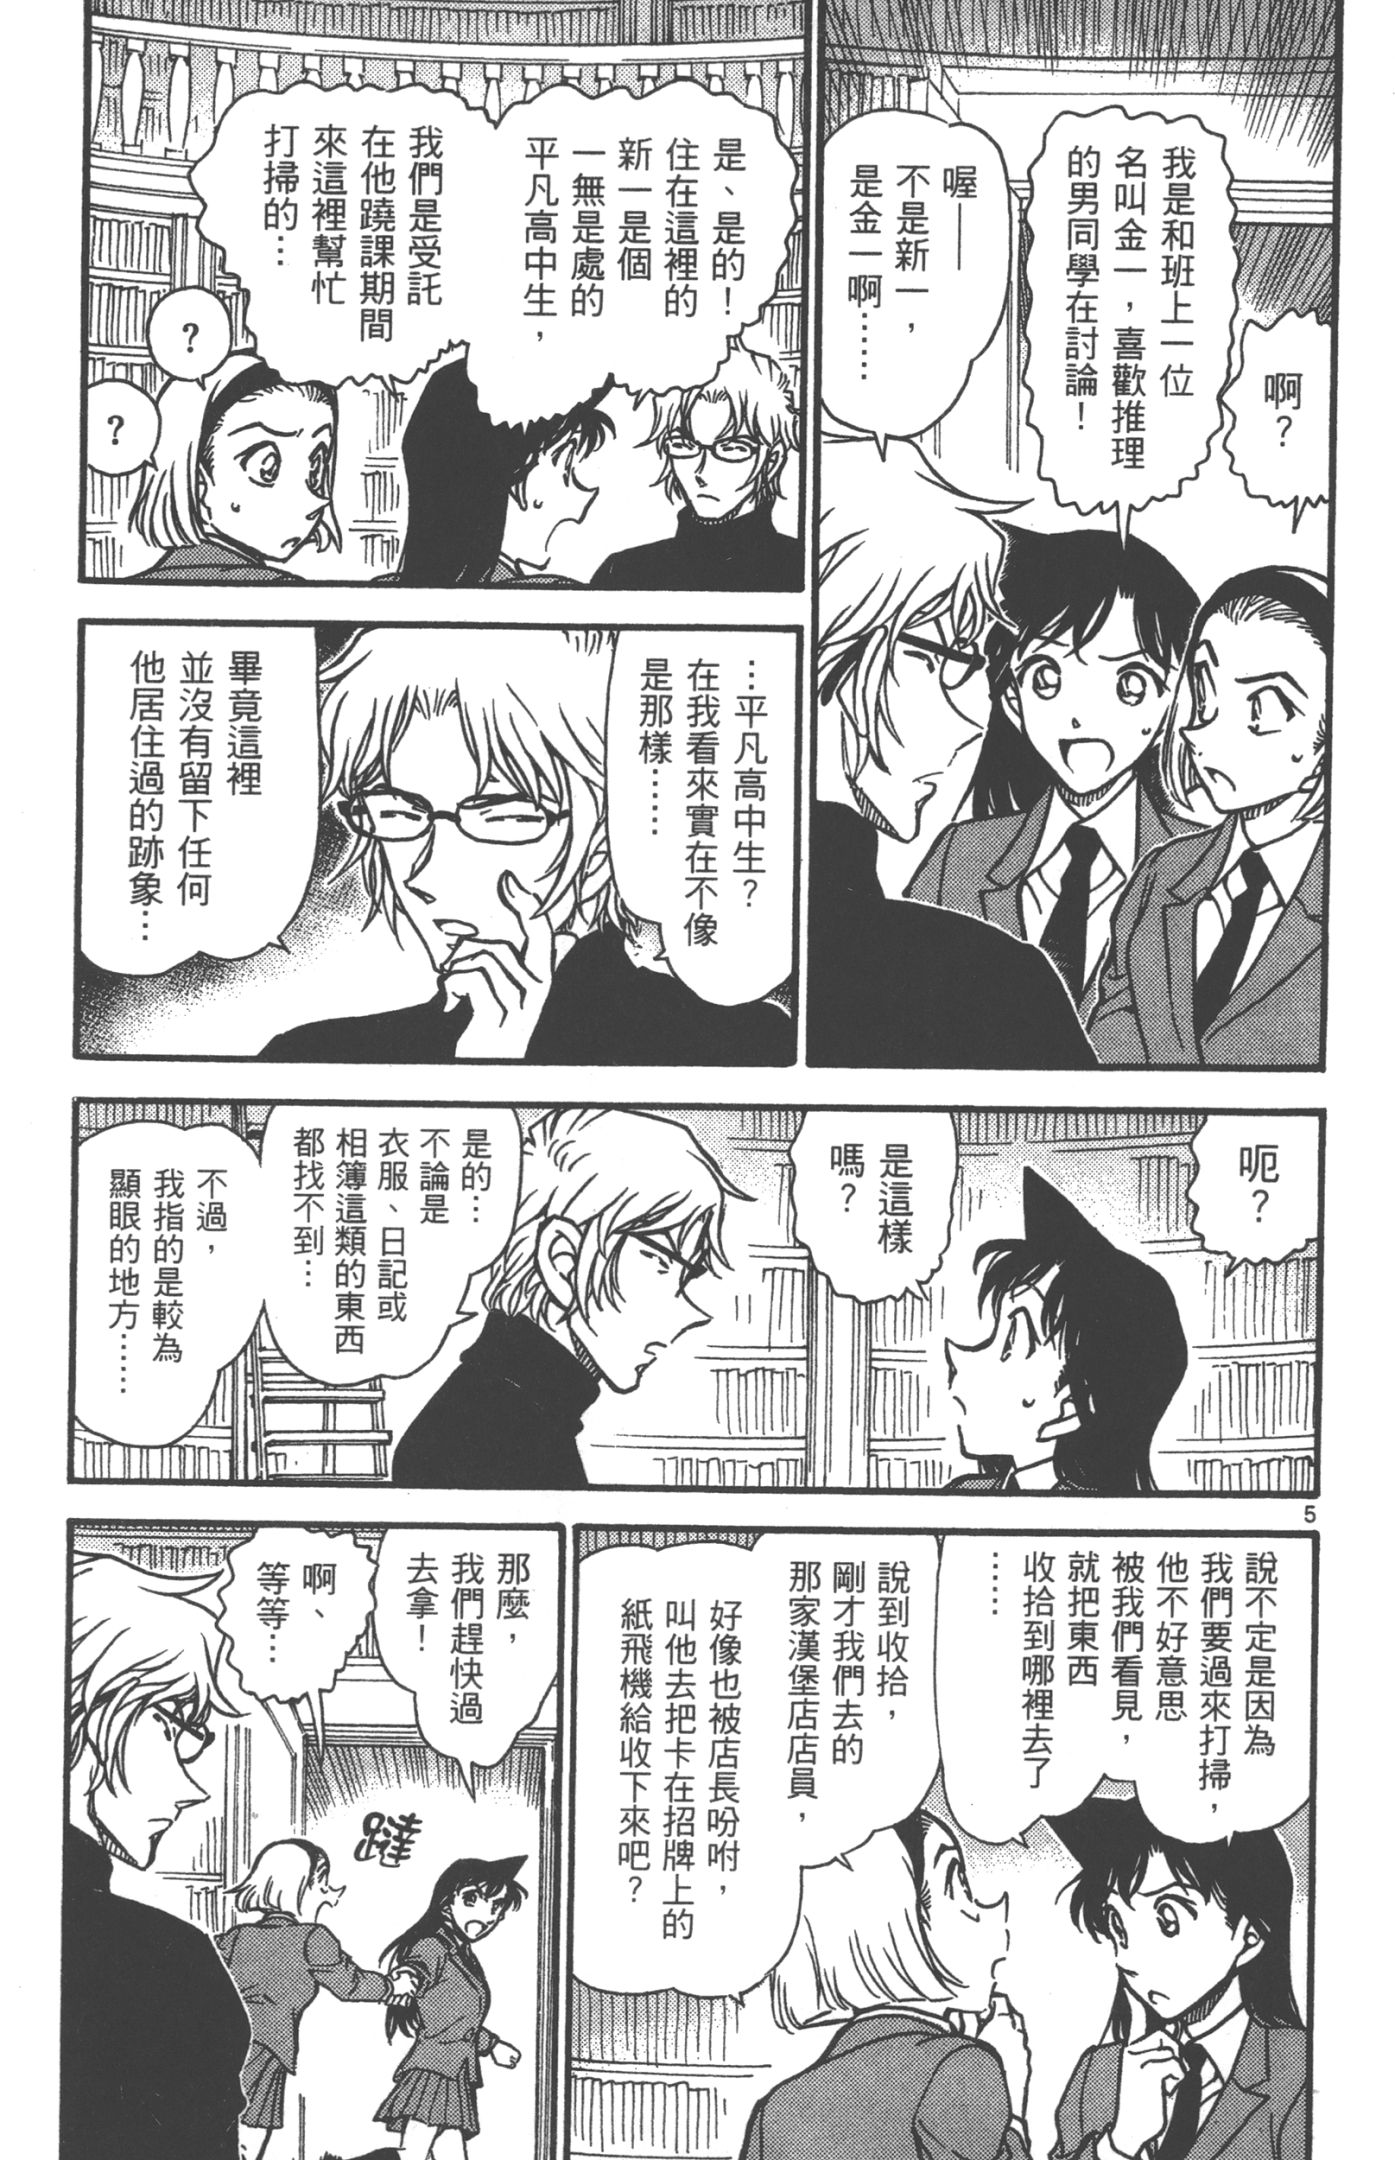 啊？
我是和班上一位
名叫金一，喜歡推理
的男同學在討論！
喔——
不是新一，
是金一啊……
是、是的！
住在這裡的
新一是個
一無是處的
平凡高中生，
我們是受託
在他蹺課期間
來這裡幫忙
打掃的…
？
？
…平凡高中生？
在我看來實在不像
是那樣……
畢竟這裡
並沒有留下任何
他居住過的跡象…
呃？
是這樣
嗎？
是的…
不論是
衣服、日記或
相簿這類的東西
都找不到…
不過，
我指的是較為
顯眼的地方……
5
說不定是因為
我們要過來打掃，
他不好意思
被我們看見，
就把東西
收拾到哪裡去了
……
說到收拾，
剛才我們去的
那家漢堡店店員，
好像也被店長吩咐，
叫他去把卡在招牌上的
紙飛機給收下來吧？
那麼，
我們趕快過
去拿！
啊、
等等…
躂